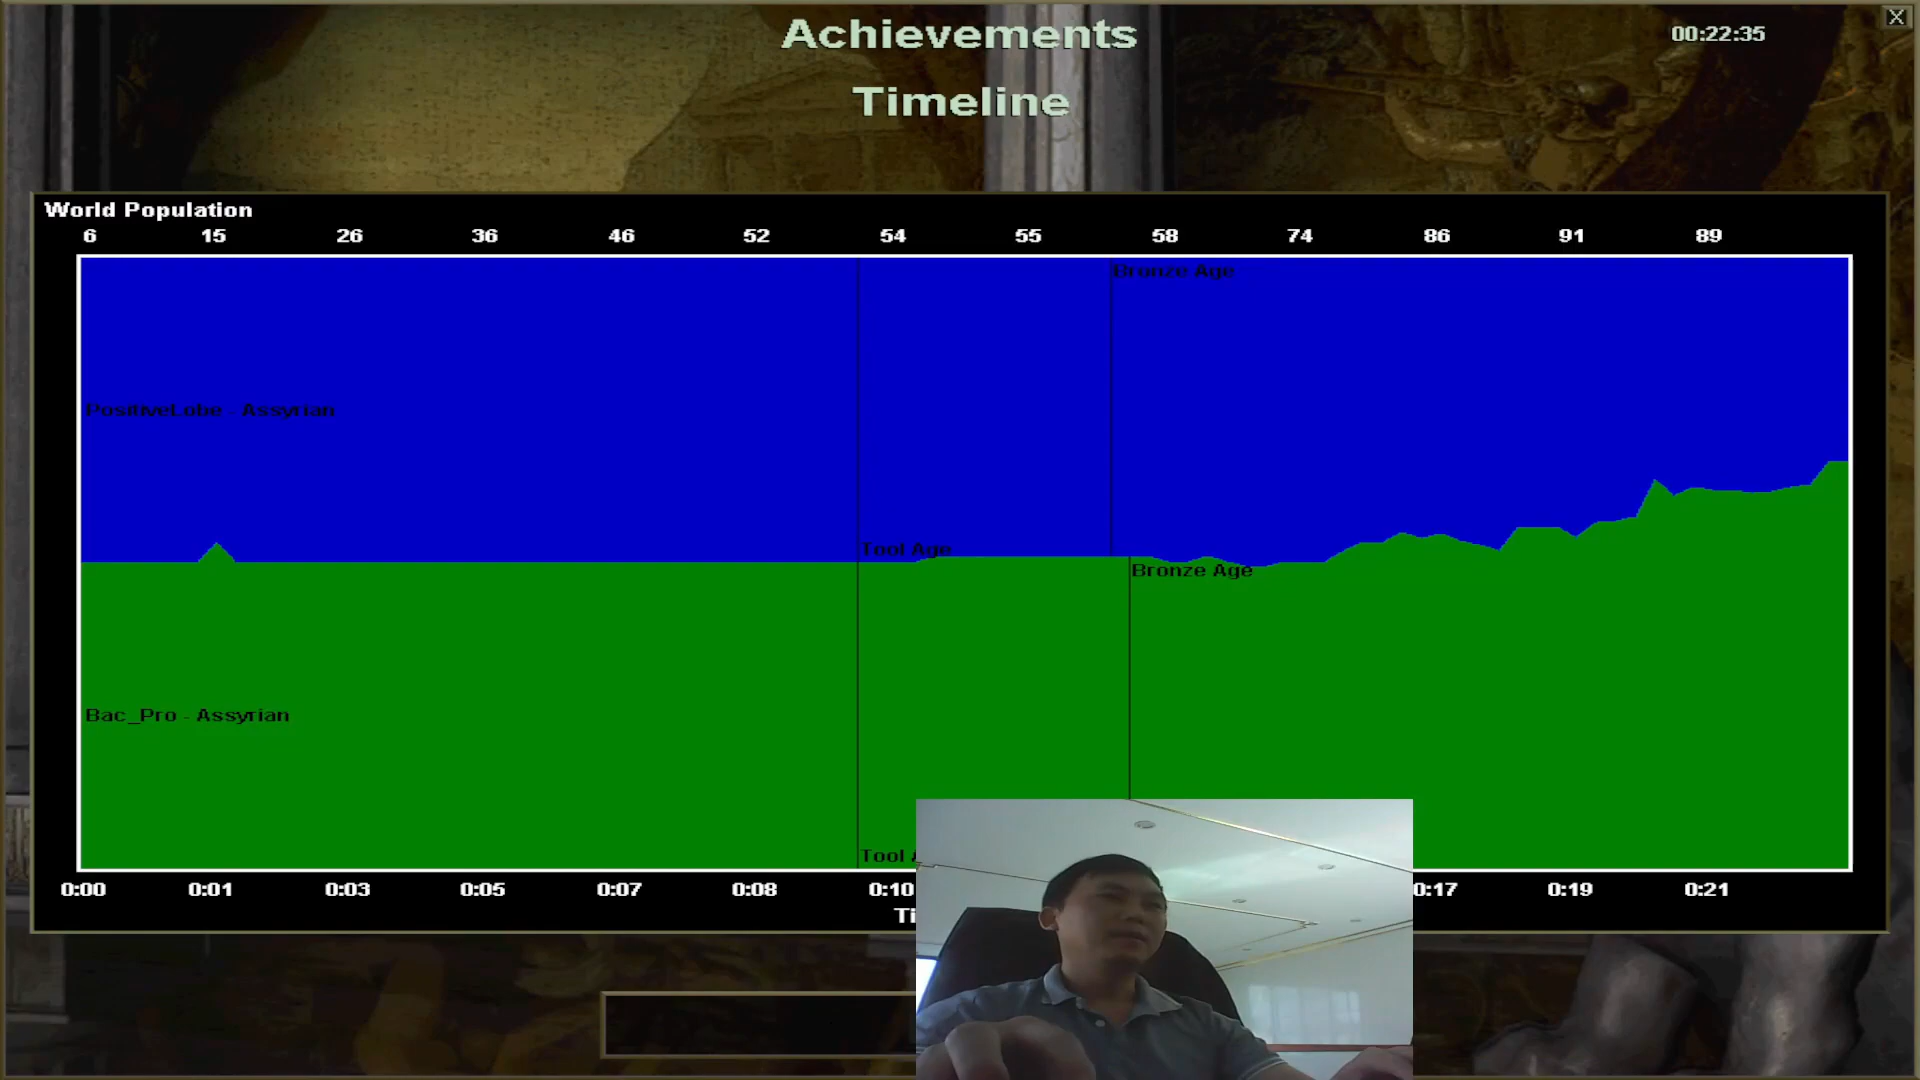 Achievements
00:22:35
X
Timeline
World Population
6 15 26 36 46 52 54 55 58 74 86 91 89
Bronze Age
PositiveLobe - Assyrian
Tool Age
Bronze Age
Bac_Pro - Assyrian
Tool
0:00 0:01 0:03 0:05 0:07 0:08 0:10 0:17 0:19 0:21